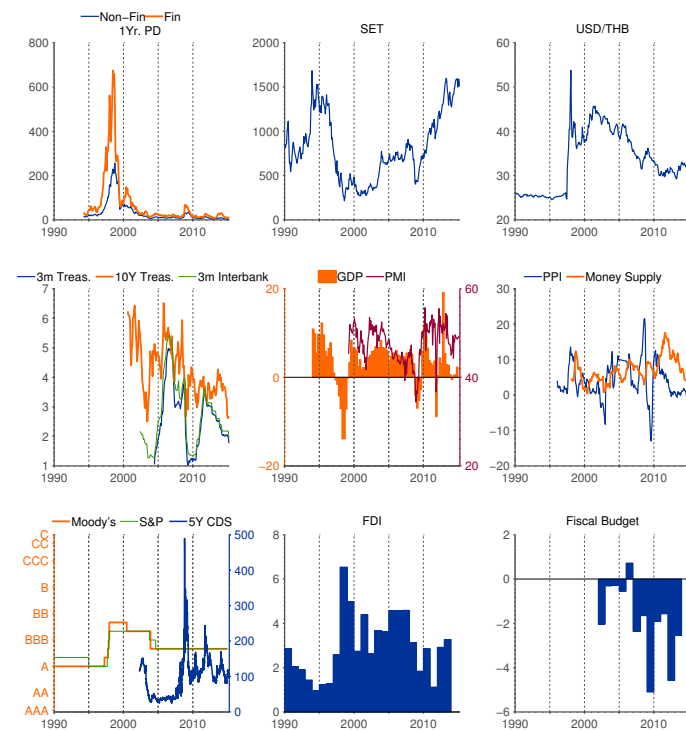 Non−Fin Fin
1Yr. PD
800
600
400
200
0
1990 2000 2010
SET
2000
1500
1000
500
0
1990 2000 2010
USD/THB
60
50
40
30
20
1990 2000 2010
3m Treas. 10Y Treas. 3m Interbank
7
6
5
4
3
2
1
1990 2000 2010
GDP PMI
20 60
0 40
−20 20
1990 2000 2010
PPI Money Supply
30
20
10
0
−10
−20
1990 2000 2010
Moody's S&P 5Y CDS
C 500
CC
CCC
400
B
300
BB
BBB 200
A
100
AA
AAA 0
1990 2000 2010
FDI
8
6
4
2
0
1990 2000 2010
Fiscal Budget
2
0
−2
−4
−6
1990 2000 2010